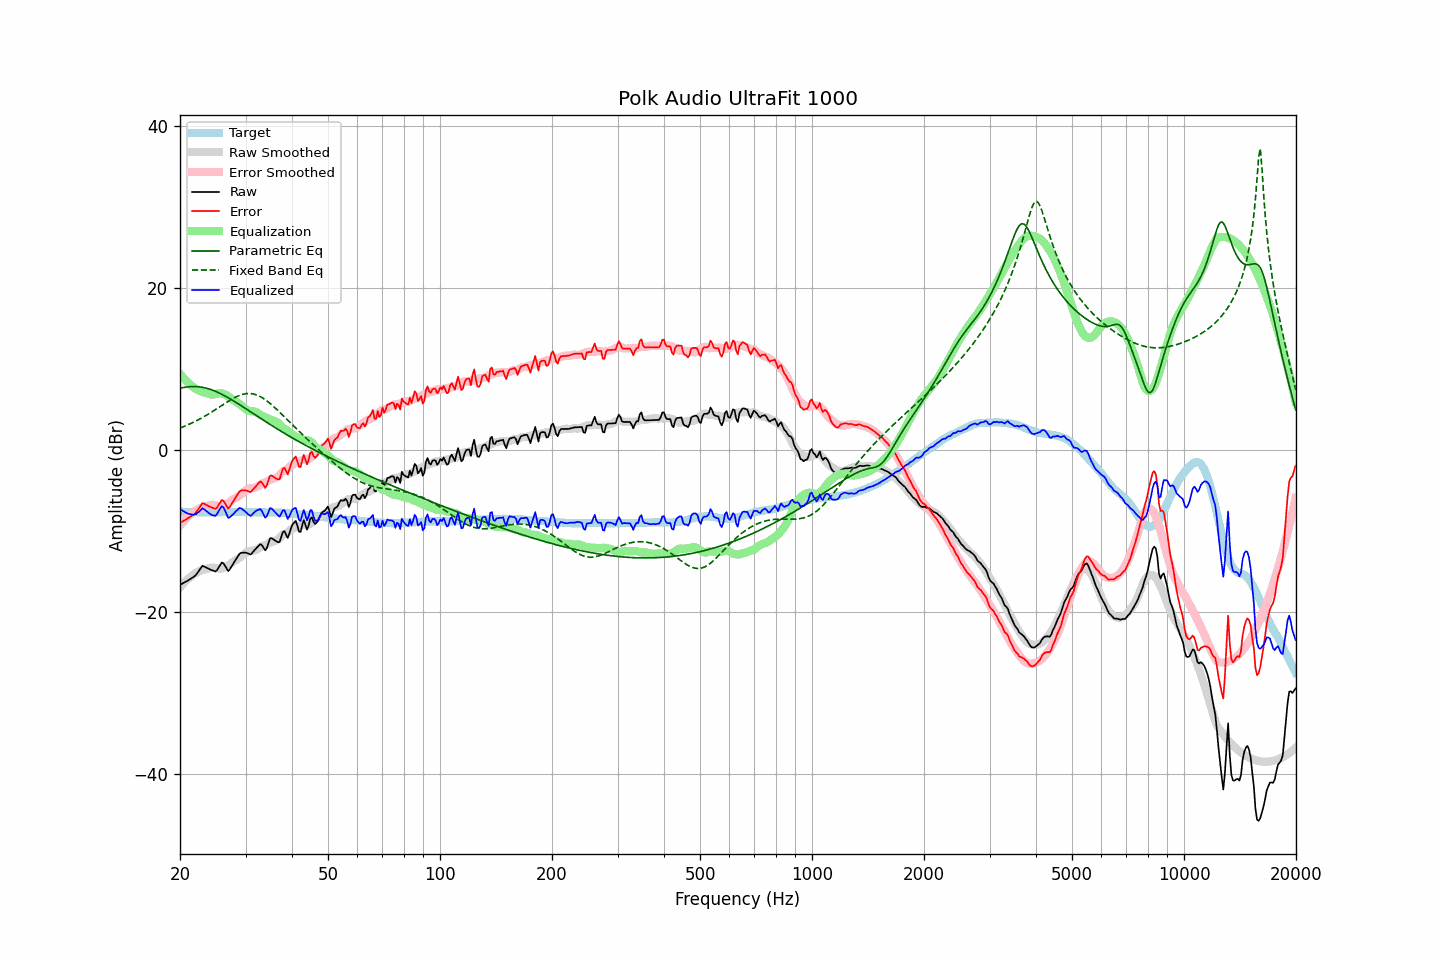 Polk Audio UltraFit 1000
Target
Raw Smoothed
Error Smoothed
Raw
Error
Equalization
Parametric Eq
Fixed Band Eq
Equalized
Amplitude (dBr)
40
20
0
−20
−40
20
50
100
200
500
1000
2000
5000
10000
20000
Frequency (Hz)